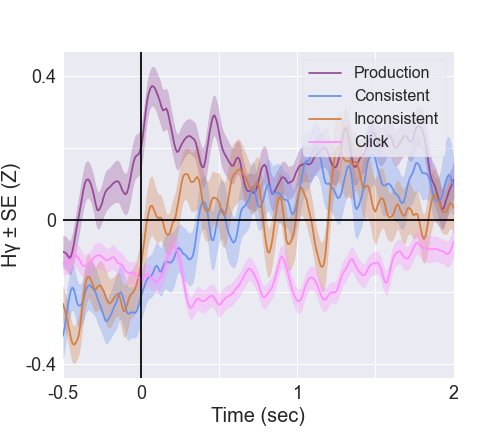 Production
Consistent
Inconsistent
Click
0.4
0
-0.4
Hγ ± SE (Z)
-0.5
0
1
2
Time (sec)